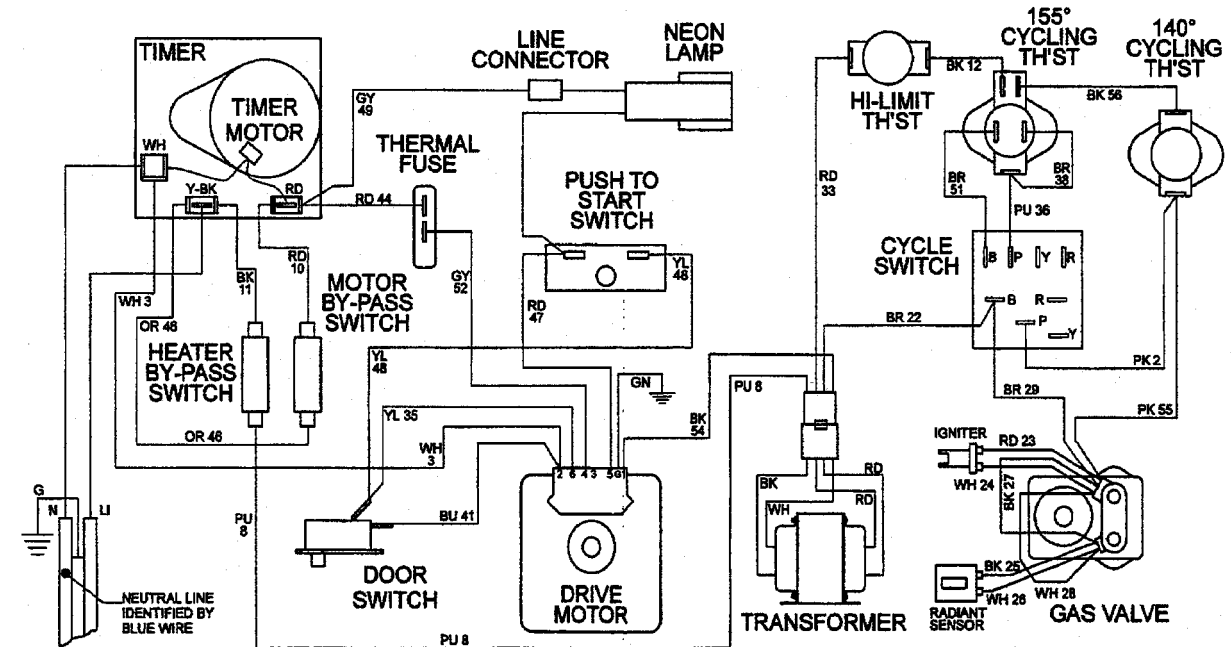 TIMER
TIMER
MOTOR
WH
Y-BK
RD
GY
49
LINE
CONNECTOR
NEON
LAMP
THERMAL
FUSE
RD 44
PUSH TO
START
SWITCH
YL
48
RD
47
GY
52
RD
10
BK
11
MOTOR
BY-PASS
SWITCH
WH 3
OR 46
HEATER
BY-PASS
SWITCH
OR 46
YL
48
YL 35
WH
3
GN
BK
54
PU 8
2 6 4 3 5 G 1
DRIVE
MOTOR
BU 41
DOOR
SWITCH
PU
8
PU 8
G
N
LI
NEUTRAL LINE
IDENTIFIED BY
BLUE WIRE
HI-LIMIT
TH'ST
BK 12
155°
CYCLING
TH'ST
140°
CYCLING
TH'ST
BK 56
RD
33
BR
51
BR
38
PU 36
CYCLE
SWITCH
B P Y R
B R
P
Y
BR 22
PK 2
BR 29
PK 55
BK
WH
RD
RD
TRANSFORMER
IGNITER
RD 23
WH 24
BK 27
BK 25
WH 26
WH 28
RADIANT
SENSOR
GAS VALVE